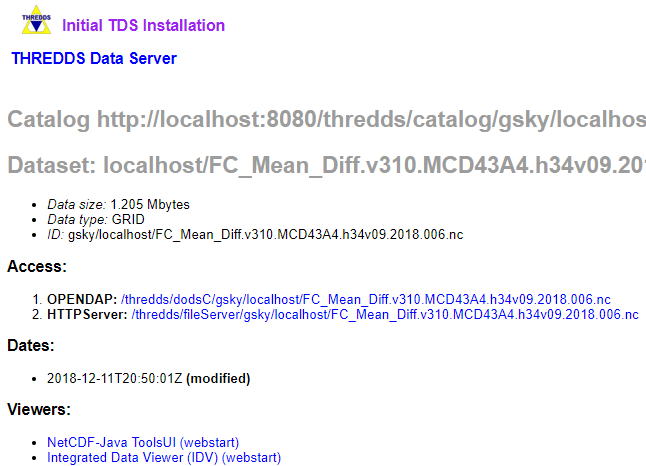 THREDDS
Initial TDS Installation
THREDDS Data Server
Catalog http://localhost:8080/thredds/catalog/gsky/localhos
Dataset: localhost/FC_Mean_Diff.v310.MCD43A4.h34v09.201
• Data size: 1.205 Mbytes
• Data type: GRID
• ID: gsky/localhost/FC_Mean_Diff.v310.MCD43A4.h34v09.2018.006.nc
Access:
1. OPENDAP: /thredds/dodsC/gsky/localhost/FC_Mean_Diff.v310.MCD43A4.h34v09.2018.006.nc
2. HTTPServer: /thredds/fileServer/gsky/localhost/FC_Mean_Diff.v310.MCD43A4.h34v09.2018.006.nc
Dates:
• 2018-12-11T20:50:01Z (modified)
Viewers:
• NetCDF-Java ToolsUI (webstart)
• Integrated Data Viewer (IDV) (webstart)